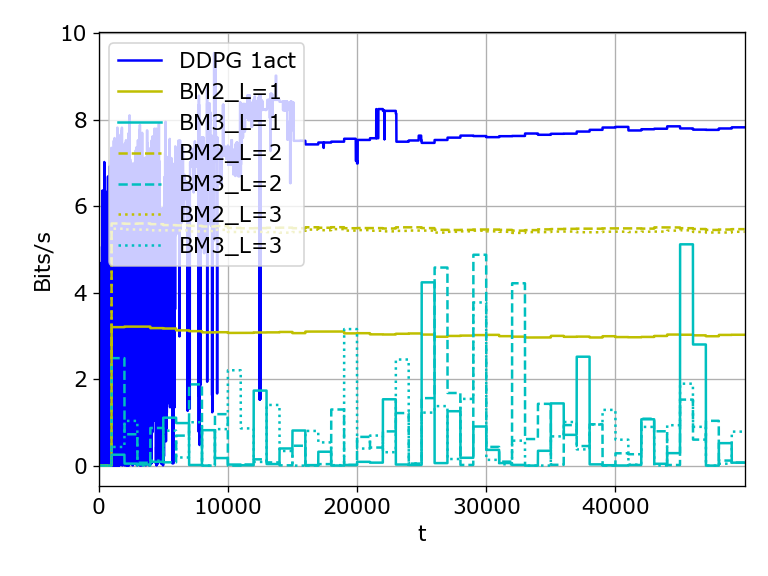 10
8
6
4
2
0
Bits/s
DDPG 1act
BM2_L=1
BM3_L=1
BM2_L=2
BM3_L=2
BM2_L=3
BM3_L=3
0 10000 20000 30000 40000
t